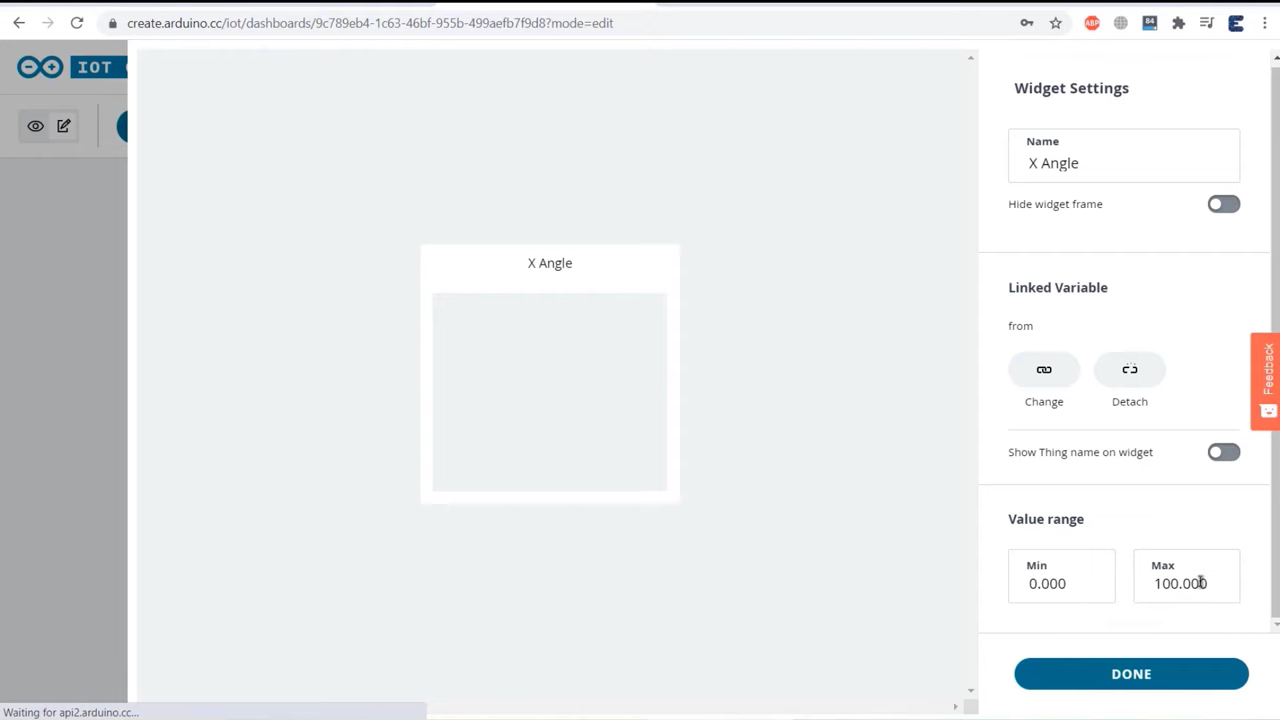 create.arduino.cc/iot/dashboards/9c789eb4-1c63-46bf-955b-499aefb7f9d8?mode=edit
ABP
84
IOT
Widget Settings
Name
X Angle
Hide widget frame
X Angle
Linked Variable
from
Change
Detach
Feedback
Show Thing name on widget
Value range
Min
0.000
Max
100.000
DONE
Waiting for api2.arduino.cc...